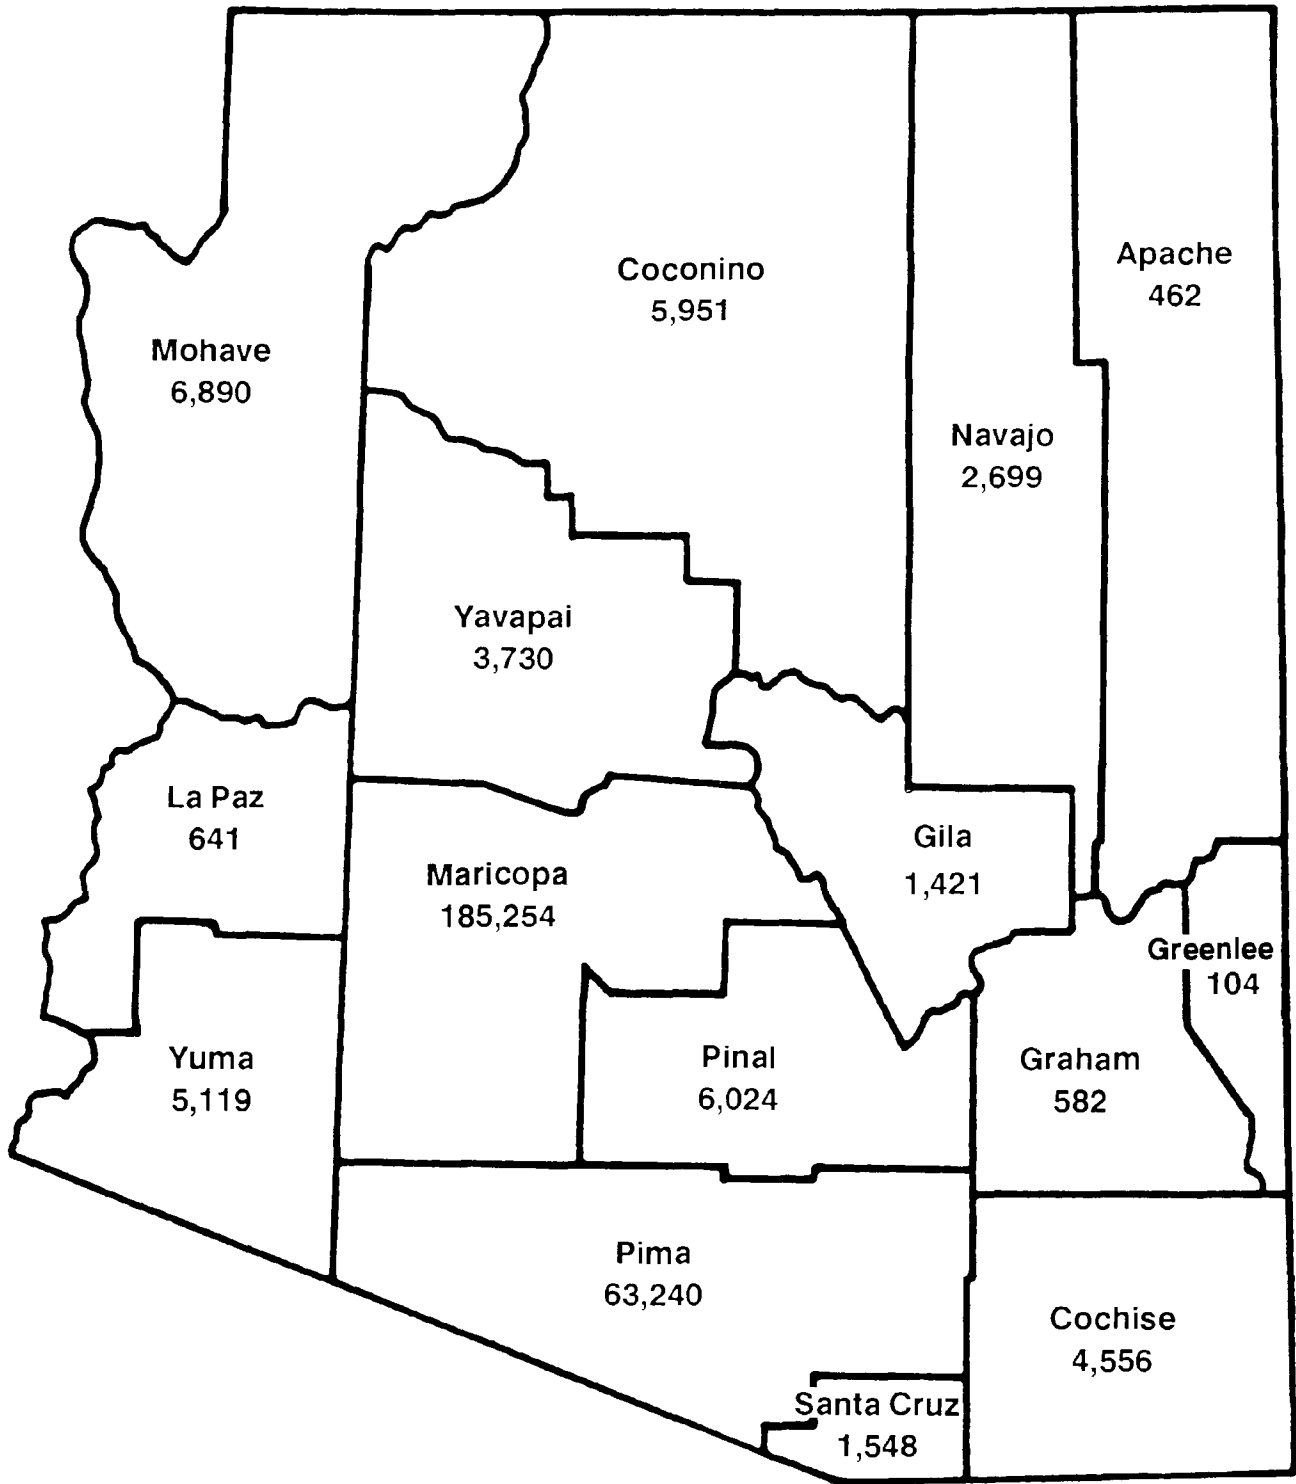 Apache
462
Coconino
5,951
Mohave
6,890
Navajo
2,699
Yavapai
3,730
La Paz
641
Gila
1,421
Maricopa
185,254
Greenlee
104
Yuma
5,119
Pinal
6,024
Graham
582
Pima
63,240
Cochise
4,556
Santa Cruz
1,548